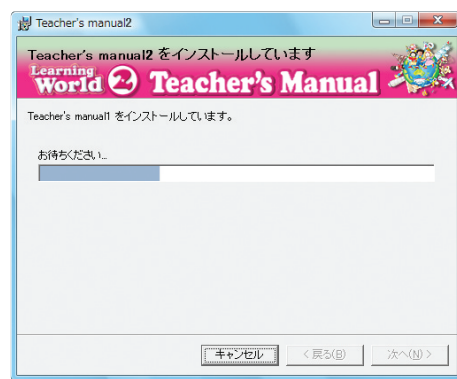 Teacher's manual2
Teacher's manual2 をインストールしています
Learning World 2 Teacher's Manual
Teacher's manual1 をインストールしています。
お待ちください...
キャンセル
< 戻る(B)
次へ(N) >